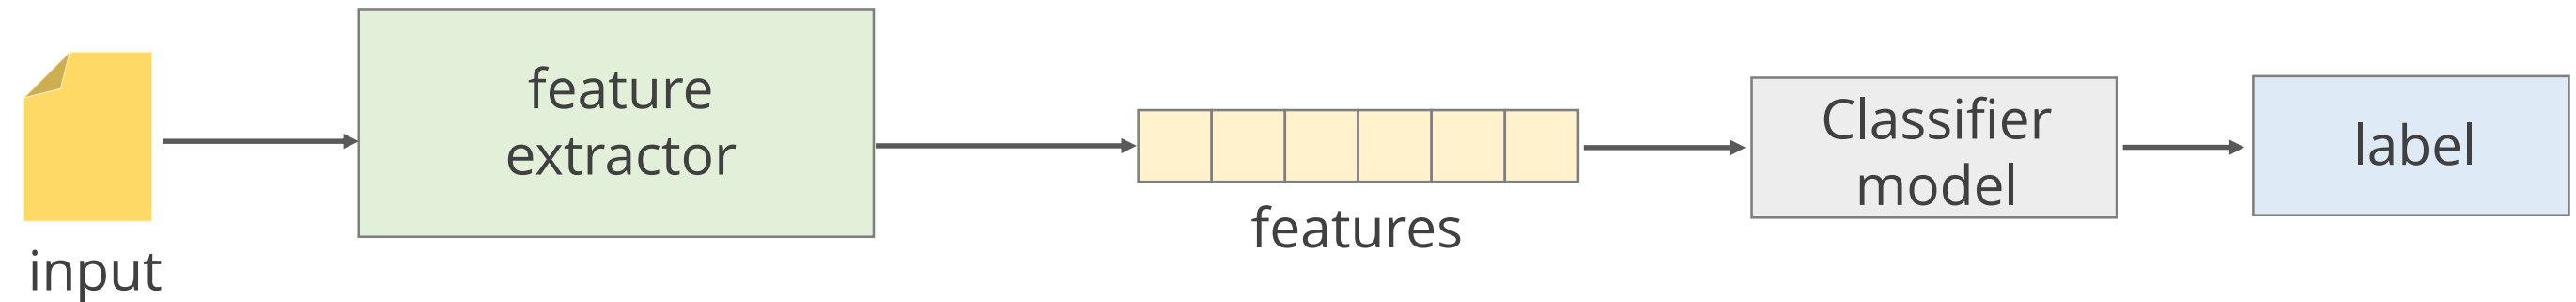 input
feature
extractor
features
Classifier
model
label